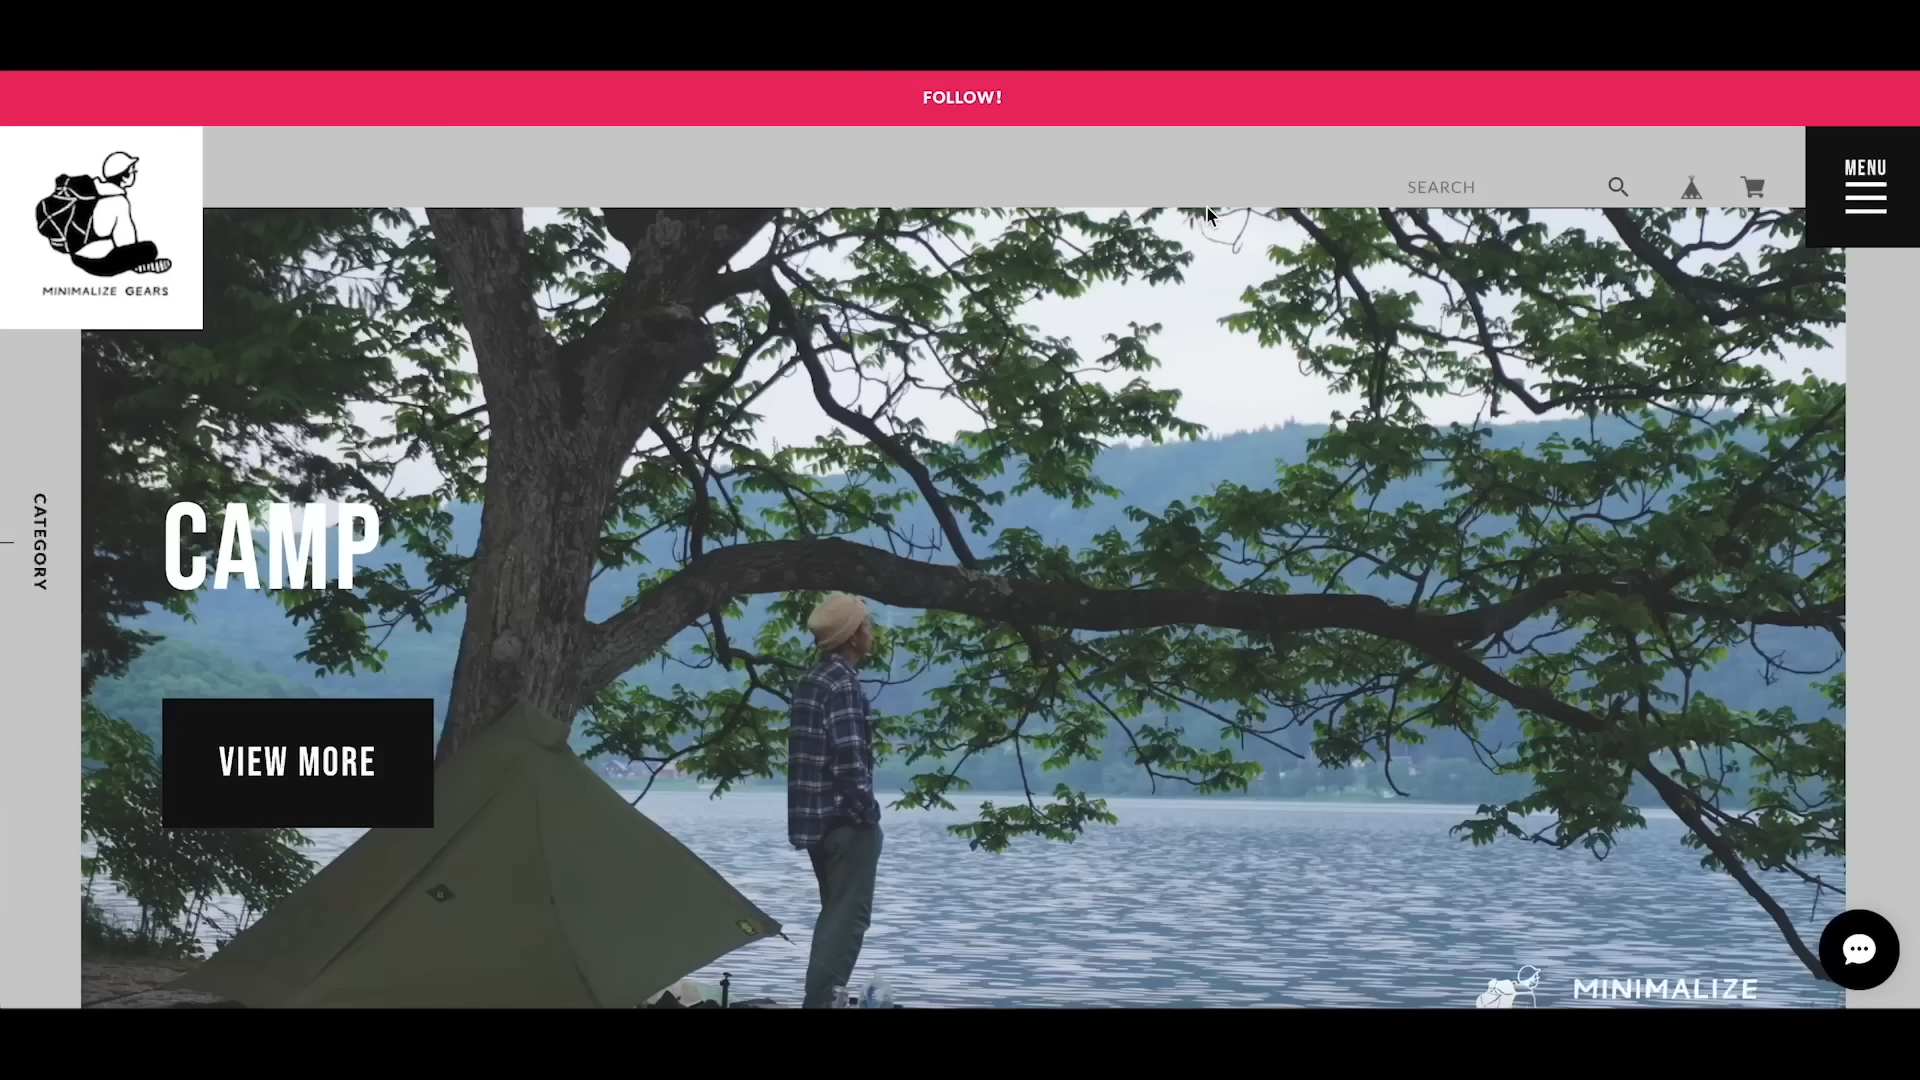 FOLLOW!
MINIMALIZE GEARS
SEARCH
MENU
CATEGORY
CAMP
VIEW MORE
MINIMALIZE